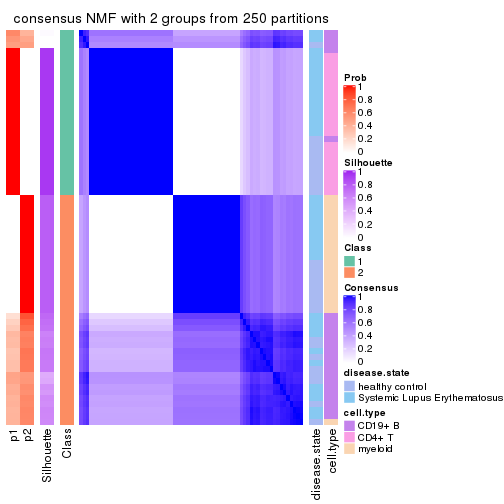 consensus NMF with 2 groups from 250 partitions
Prob
1
0.8
0.6
0.4
0.2
0
Silhouette
1
0.8
0.6
0.4
0.2
0
Class
1
2
Consensus
1
0.8
0.6
0.4
0.2
0
disease.state
healthy control
Systemic Lupus Erythematosus
cell.type
CD19+ B
CD4+ T
myeloid
p1
p2
Silhouette
Class
disease.state
cell.type